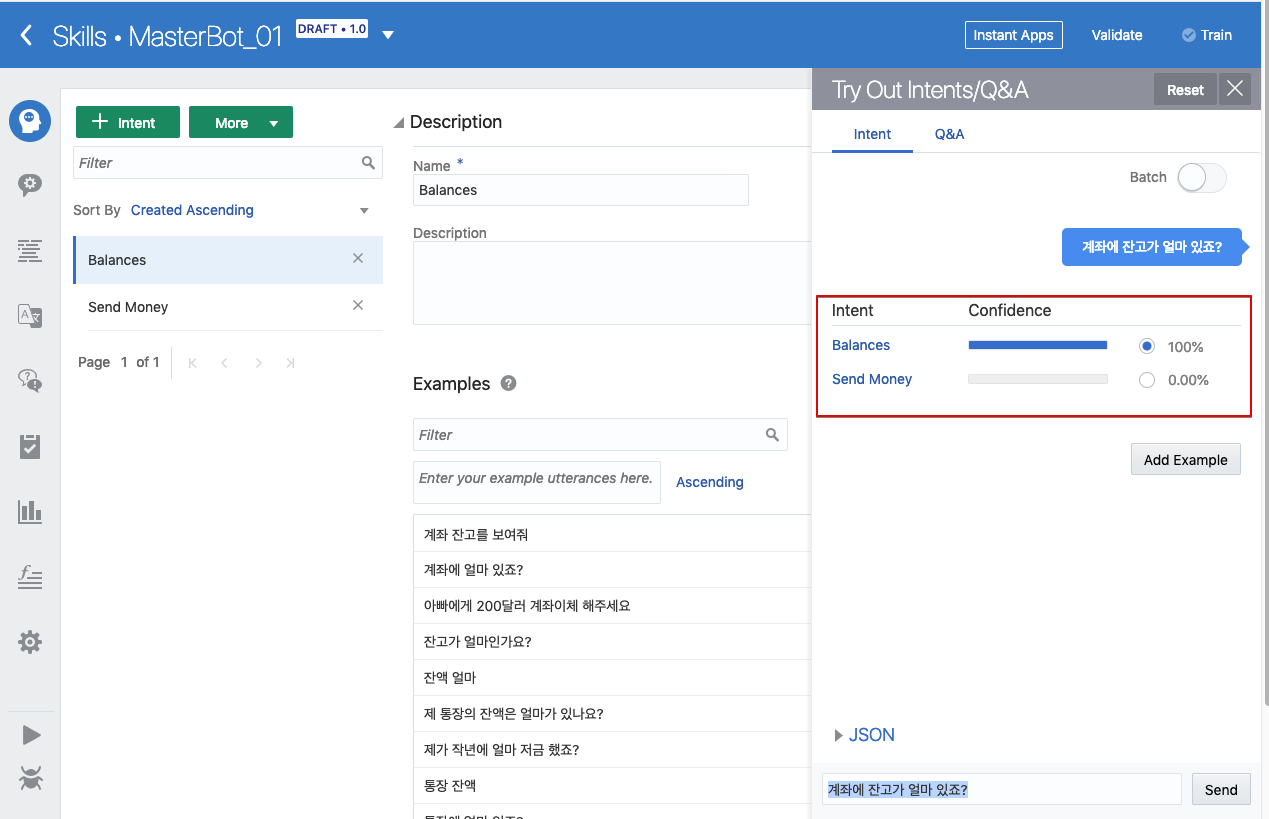 Skills • MasterBot_01 DRAFT • 1.0
Instant Apps Validate Train
Intent More
Filter
Sort By Created Ascending
Balances
Send Money
Page 1 of 1
Description
Name *
Balances
Description
Examples ?
Filter
Enter your example utterances here. Ascending
계좌 잔고를 보여줘
계좌에 얼마 있죠?
아빠에게 200달러 계좌이체 해주세요
잔고가 얼마인가요?
잔액 얼마
제 통장의 잔액은 얼마가 있나요?
제가 작년에 얼마 저금 했죠?
통장 잔액
Try Out Intents/Q&A Reset
Intent Q&A
Batch
계좌에 잔고가 얼마 있죠?
Intent Confidence
Balances 100%
Send Money 0.00%
Add Example
JSON
계좌에 잔고가 얼마 있죠? Send